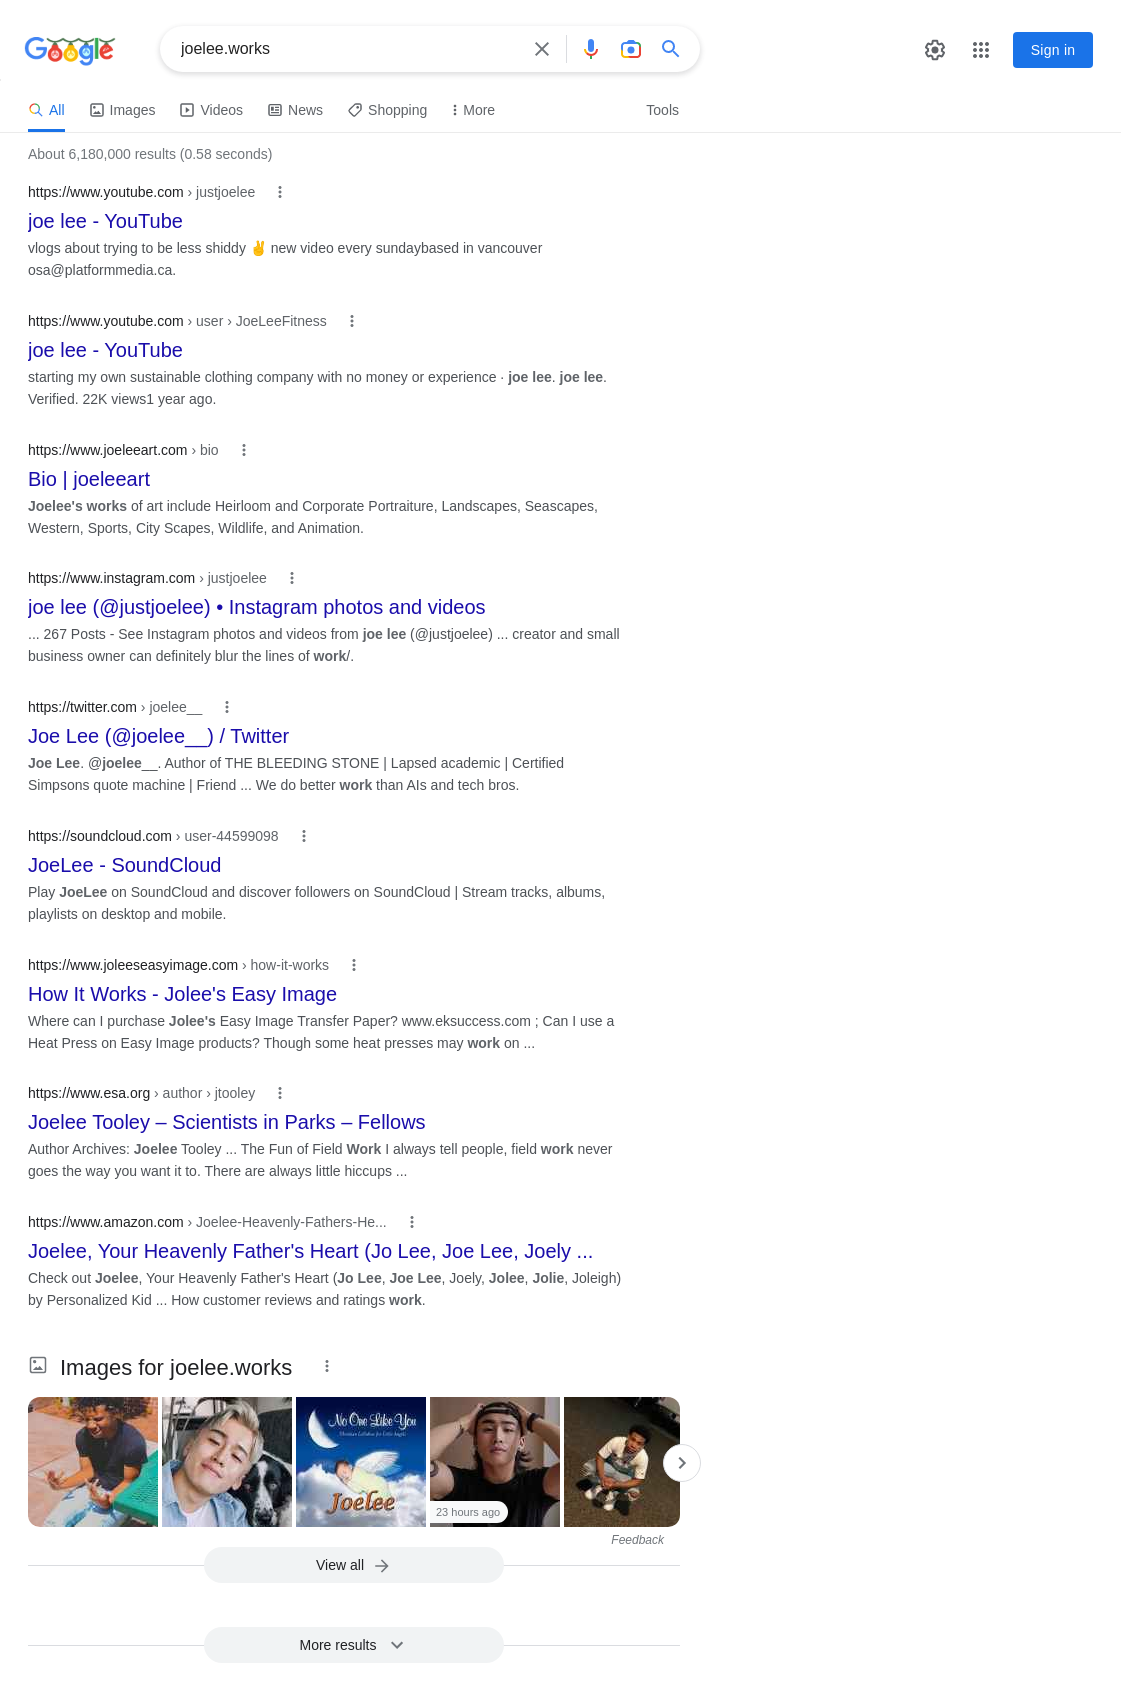 Google
joelee.works
Sign in
All
Images
Videos
News
Shopping
More
Tools
About 6,180,000 results (0.58 seconds)
https://www.youtube.com › justjoelee
joe lee - YouTube
vlogs about trying to be less shiddy ✌️ new video every sundaybased in vancouver
osa@platformmedia.ca.
https://www.youtube.com › user › JoeLeeFitness
joe lee - YouTube
starting my own sustainable clothing company with no money or experience · joe lee. joe lee.
Verified. 22K views1 year ago.
https://www.joeleeart.com › bio
Bio | joeleeart
Joelee's works of art include Heirloom and Corporate Portraiture, Landscapes, Seascapes,
Western, Sports, City Scapes, Wildlife, and Animation.
https://www.instagram.com › justjoelee
joe lee (@justjoelee) • Instagram photos and videos
... 267 Posts - See Instagram photos and videos from joe lee (@justjoelee) ... creator and small
business owner can definitely blur the lines of work/.
https://twitter.com › joelee__
Joe Lee (@joelee__) / Twitter
Joe Lee. @joelee__. Author of THE BLEEDING STONE | Lapsed academic | Certified
Simpsons quote machine | Friend ... We do better work than AIs and tech bros.
https://soundcloud.com › user-44599098
JoeLee - SoundCloud
Play JoeLee on SoundCloud and discover followers on SoundCloud | Stream tracks, albums,
playlists on desktop and mobile.
https://www.joleeseasyimage.com › how-it-works
How It Works - Jolee's Easy Image
Where can I purchase Jolee's Easy Image Transfer Paper? www.eksuccess.com ; Can I use a
Heat Press on Easy Image products? Though some heat presses may work on ...
https://www.esa.org › author › jtooley
Joelee Tooley – Scientists in Parks – Fellows
Author Archives: Joelee Tooley ... The Fun of Field Work I always tell people, field work never
goes the way you want it to. There are always little hiccups ...
https://www.amazon.com › Joelee-Heavenly-Fathers-He...
Joelee, Your Heavenly Father's Heart (Jo Lee, Joe Lee, Joely ...
Check out Joelee, Your Heavenly Father's Heart (Jo Lee, Joe Lee, Joely, Jolee, Jolie, Joleigh)
by Personalized Kid ... How customer reviews and ratings work.
Images for joelee.works
No One Like You
Christian Lullabies for Little Angels
Joelee
23 hours ago
Feedback
View all
More results